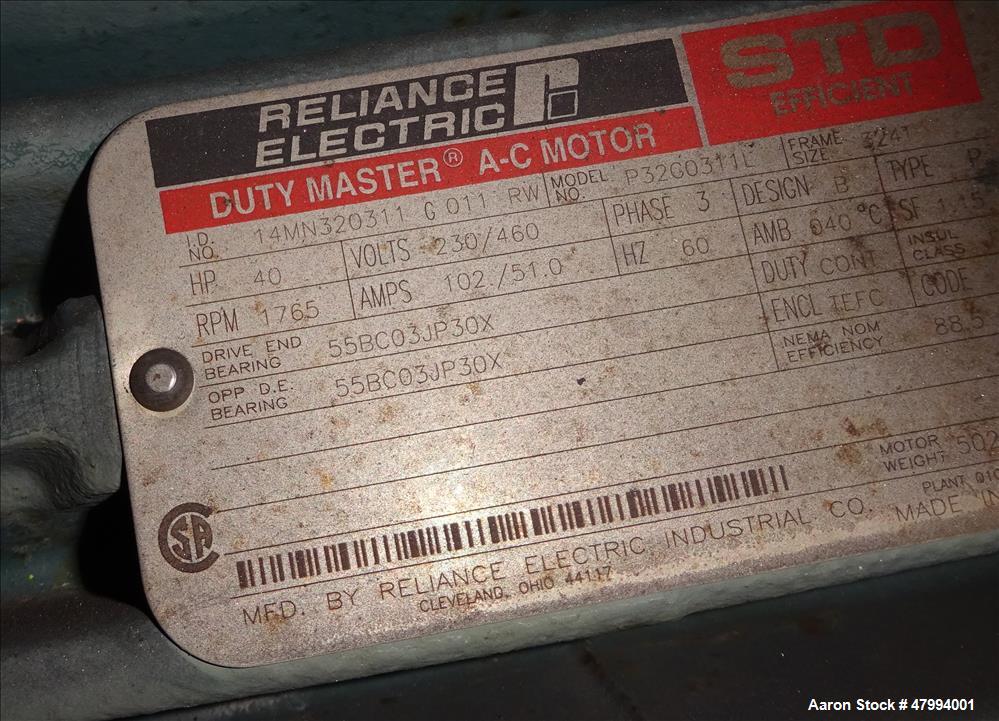 RELIANCE
ELECTRIC
STD
EFFICIENT
DUTY MASTER® A-C MOTOR
I.D. NO. 14MN320311 G 011 RW MODEL NO. P32G0311L FRAME SIZE 324T
HP 40 VOLTS 230/460 PHASE 3 DESIGN B TYPE P
RPM 1765 AMPS 102./51.0 HZ 60 AMB 040 °C SF 1.15
DRIVE END BEARING 55BC03JP30X DUTY CONT INSUL CLASS
OPP D.E. BEARING 55BC03JP30X ENCL TEFC CODE
NEMA NOM EFFICIENCY 88.5
MOTOR WEIGHT 502
PLANT
CSA
MFD. BY RELIANCE ELECTRIC INDUSTRIAL CO. MADE IN
CLEVELAND, OHIO 44117
Aaron Stock # 47994001